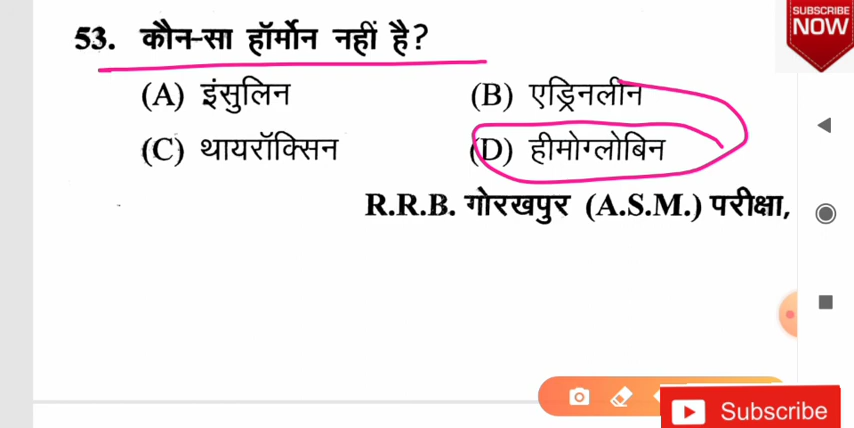 SUBSCRIBE
NOW
53. कौन-सा हॉर्मोन नहीं है?
(A) इंसुलिन (B) एड्रिनलीन
(C) थायरॉक्सिन (D) हीमोग्लोबिन
R.R.B. गोरखपुर (A.S.M.) परीक्षा,
Subscribe